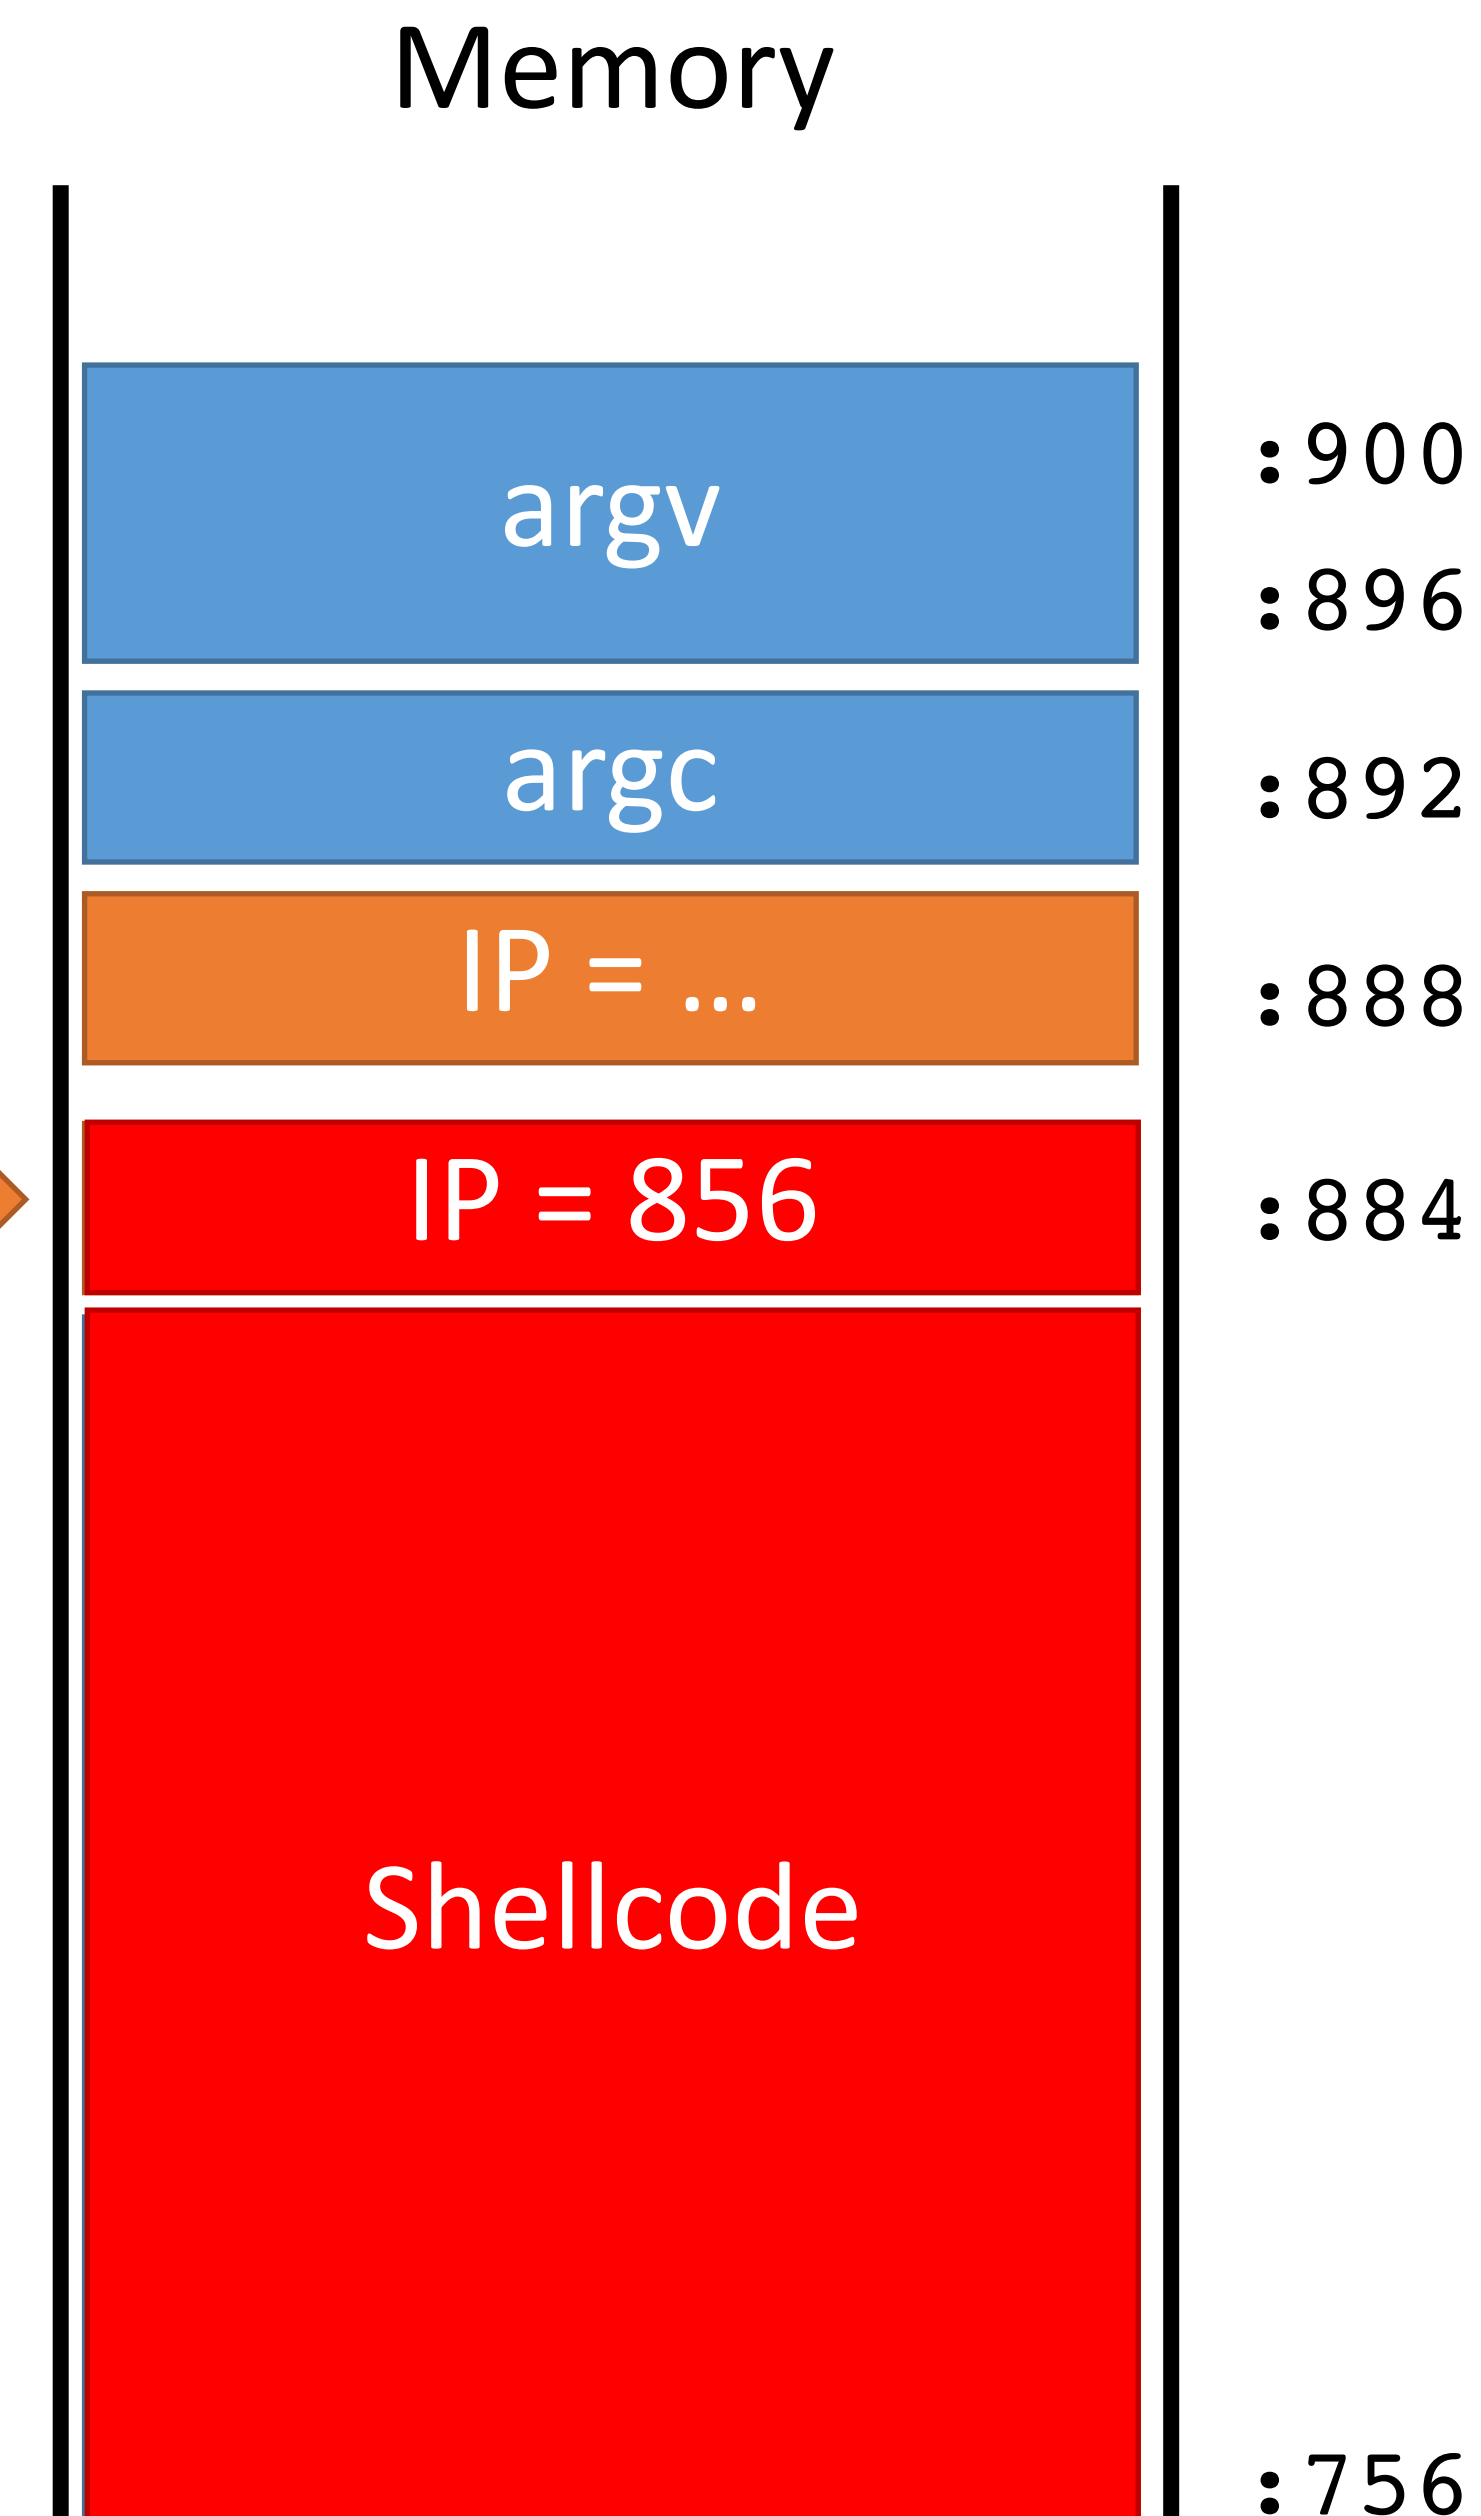 Memory
argv
:900
:896
argc
:892
IP = ...
:888
IP = 856
:884
Shellcode
:756